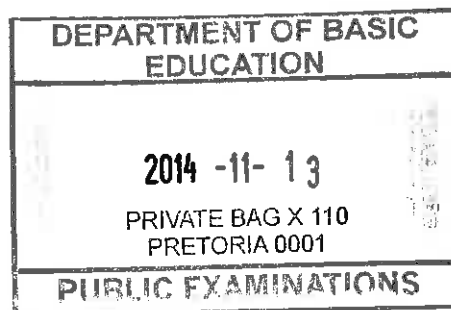 DEPARTMENT OF BASIC
EDUCATION
2014 -11- 13
PRIVATE BAG X 110
PRETORIA 0001
PUBLIC EXAMINATIONS